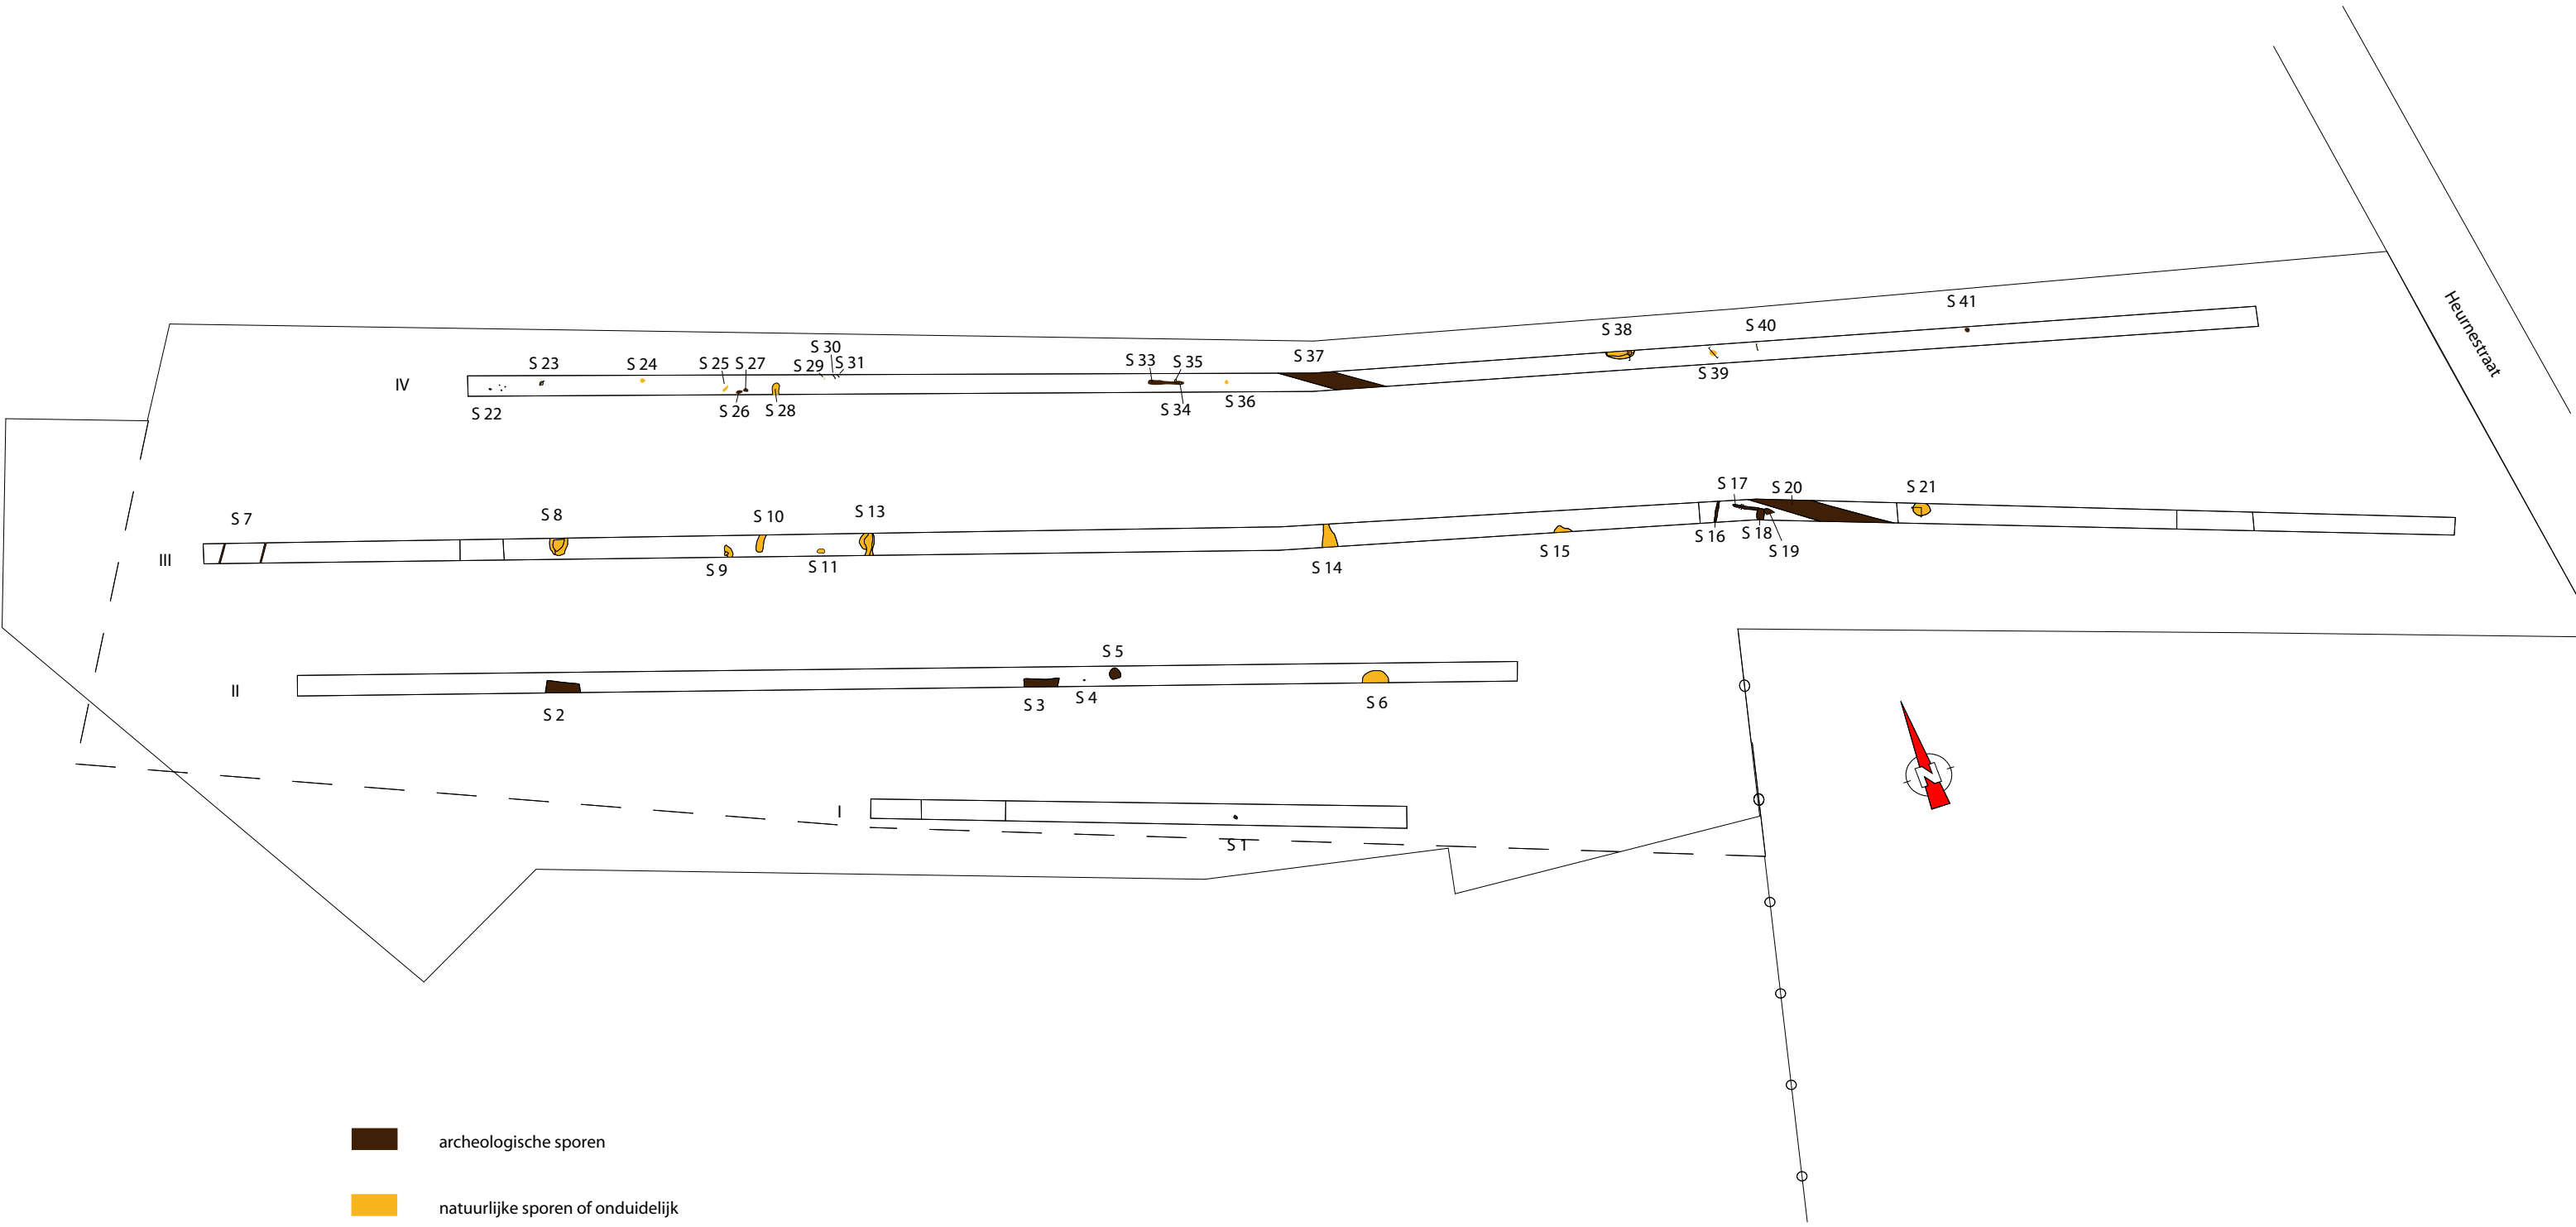 Heurnestraat
S 41
S 40
S 38
S 39
S 37
S 33
S 35
S 34
S 36
S 30
S 29
S 31
S 25
S 27
S 26
S 28
S 24
S 23
S 22
IV
S 7
S 8
S 10
S 13
S 9
S 11
S 14
S 15
S 17
S 20
S 16
S 18
S 19
S 21
III
S 5
S 4
S 3
S 2
S 6
II
I
S 1
N
archeologische sporen
natuurlijke sporen of onduidelijk